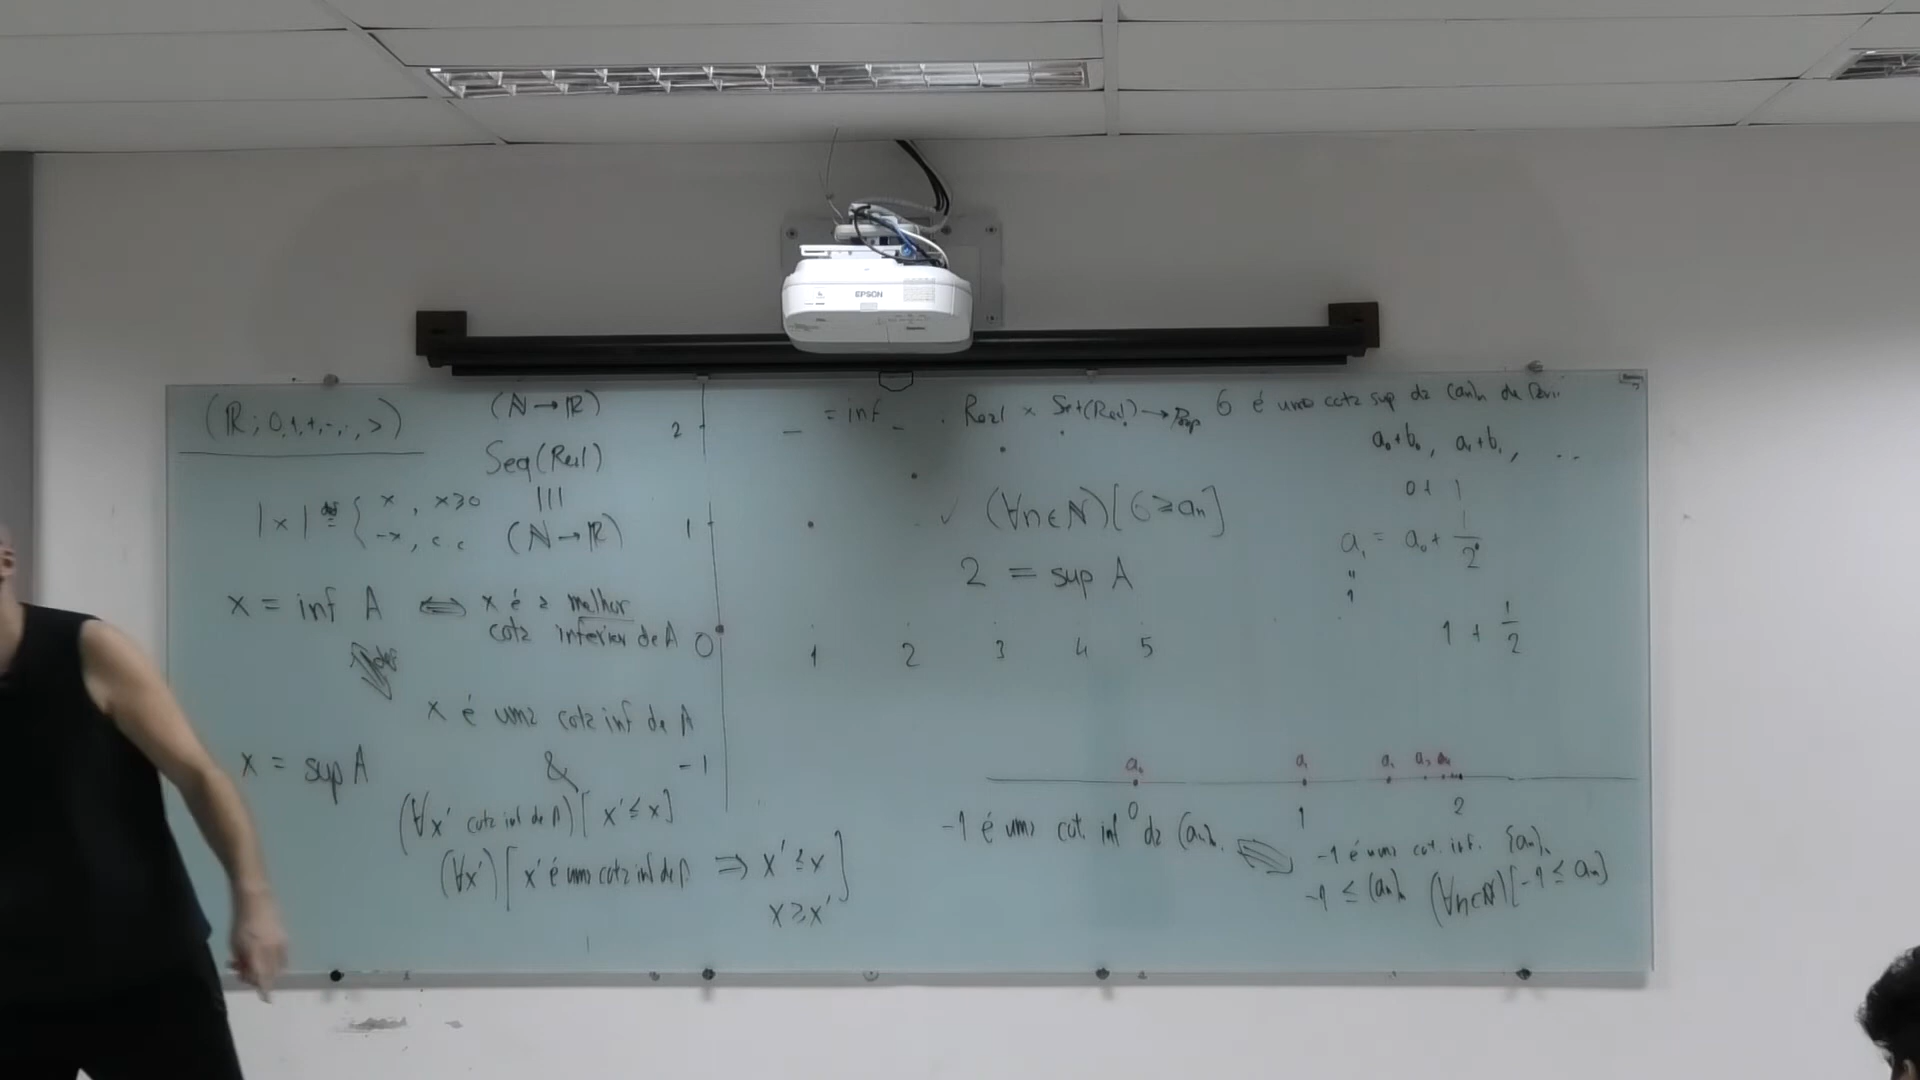 (ℝ; 0, 1, +, -, ·, >)
(ℕ → ℝ)
Seq(Real)
|||
(ℕ → ℝ)
|x| def= { x , x ≥ 0
-x , c.c.
x = inf A ⟺ x é a melhor
cota inferior de A
def
x é uma cota inf de A
&
x = sup A
(∀x' cota inf de A)[x' ≤ x]
(∀x')[x' é uma cota inf de A ⟹ x' ≤ x]
x ≥ x'
2
1
0
-1
1 2 3 4 5
_ = inf _ : Real × Set(Real) → Prop
✓ (∀n∈ℕ)[6 ≥ aₙ]
2 = sup A
6 é uma cota sup da (aₙ)ₙ
a₀+b₀, a₁+b₁, ...
0 + 1
a₁ = a₀ + 1/2⁰
"
1
1 + 1/2
EPSON
a₀ a₁ a₂ a₃ a₄
0 1 2
-1 é uma cot. inf da (aₙ)ₙ
-1 é uma cot. inf. {aₙ}ₙ
-1 ≤ (aₙ)ₙ (∀n∈ℕ)[-1 ≤ aₙ]